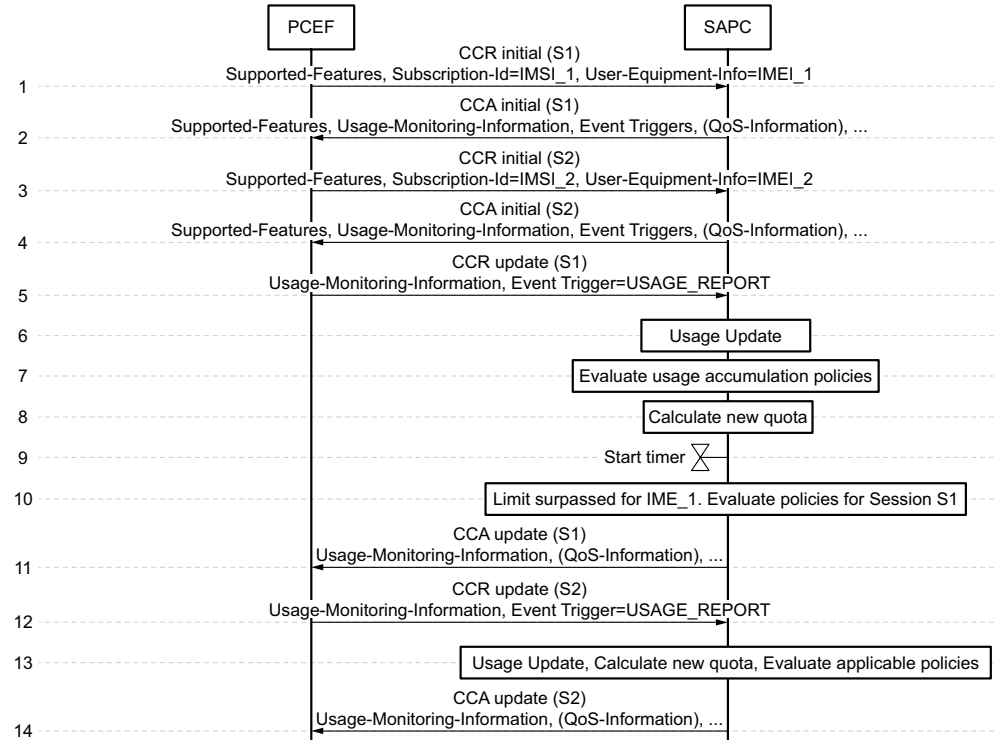 PCEF
SAPC
CCR initial (S1)
Supported-Features, Subscription-Id=IMSI_1, User-Equipment-Info=IMEI_1
1
CCA initial (S1)
Supported-Features, Usage-Monitoring-Information, Event Triggers, (QoS-Information), ...
2
CCR initial (S2)
Supported-Features, Subscription-Id=IMSI_2, User-Equipment-Info=IMEI_2
3
CCA initial (S2)
Supported-Features, Usage-Monitoring-Information, Event Triggers, (QoS-Information), ...
4
CCR update (S1)
Usage-Monitoring-Information, Event Trigger=USAGE_REPORT
5
6
Usage Update
7
Evaluate usage accumulation policies
8
Calculate new quota
9
Start timer
10
Limit surpassed for IME_1. Evaluate policies for Session S1
CCA update (S1)
Usage-Monitoring-Information, (QoS-Information), ...
11
CCR update (S2)
Usage-Monitoring-Information, Event Trigger=USAGE_REPORT
12
13
Usage Update, Calculate new quota, Evaluate applicable policies
CCA update (S2)
Usage-Monitoring-Information, (QoS-Information), ...
14